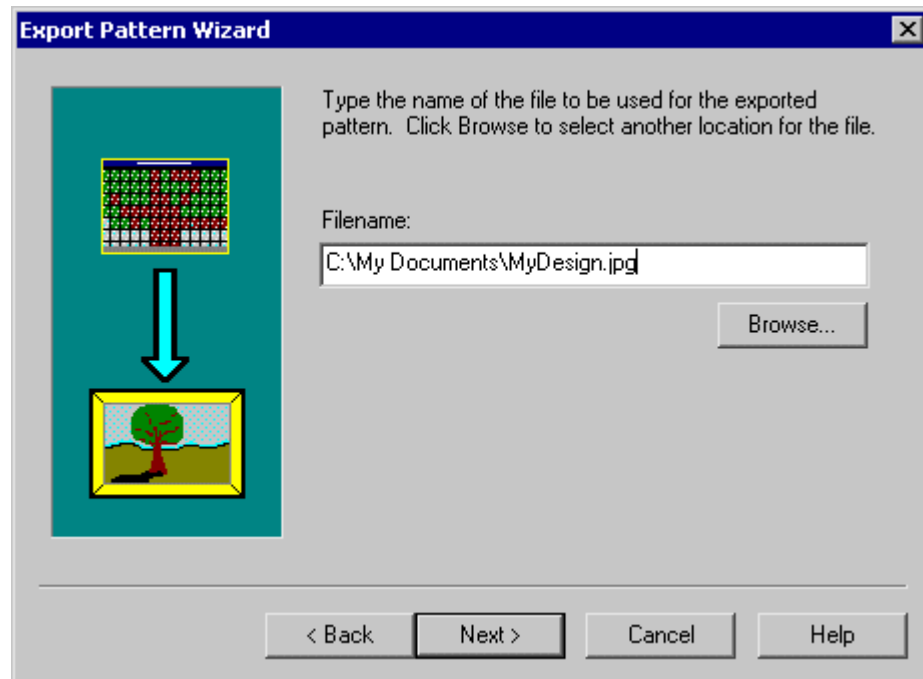 Export Pattern Wizard
Type the name of the file to be used for the exported
pattern.  Click Browse to select another location for the file.
Filename:
C:\My Documents\MyDesign.jpg
Browse...
< Back
Next >
Cancel
Help